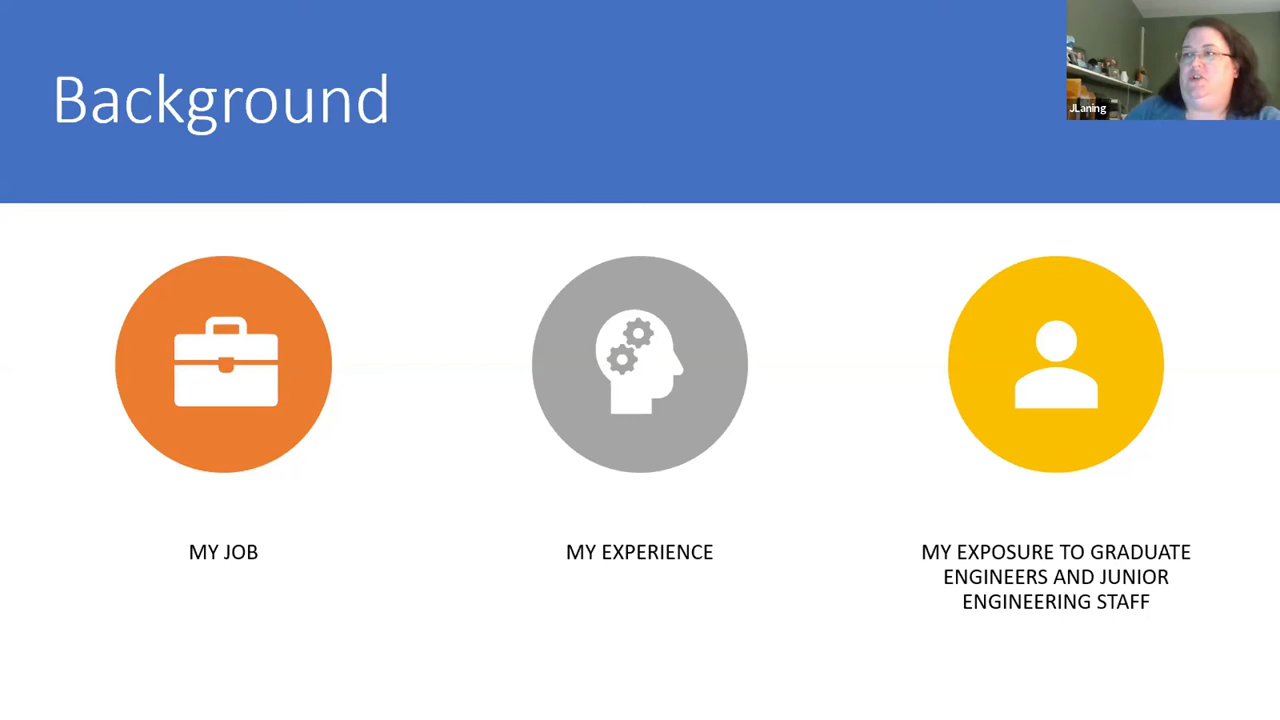 Background
JLaning
MY JOB
MY EXPERIENCE
MY EXPOSURE TO GRADUATE
ENGINEERS AND JUNIOR
ENGINEERING STAFF